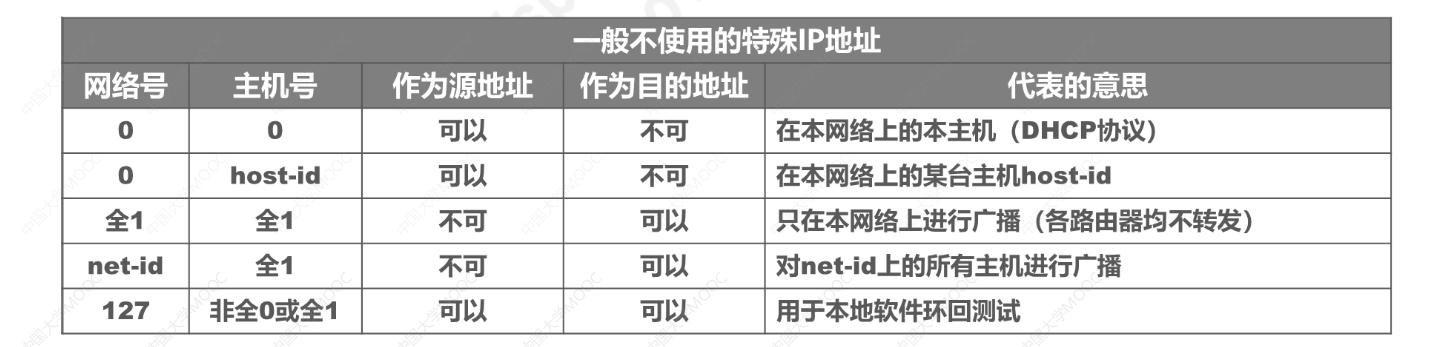 一般不使用的特殊IP地址
网络号 主机号 作为源地址 作为目的地址 代表的意思
0 0 可以 不可 在本网络上的本主机（DHCP协议）
0 host-id 可以 不可 在本网络上的某台主机host-id
全1 全1 不可 可以 只在本网络上进行广播（各路由器均不转发）
net-id 全1 不可 可以 对net-id上的所有主机进行广播
127 非全0或全1 可以 可以 用于本地软件环回测试